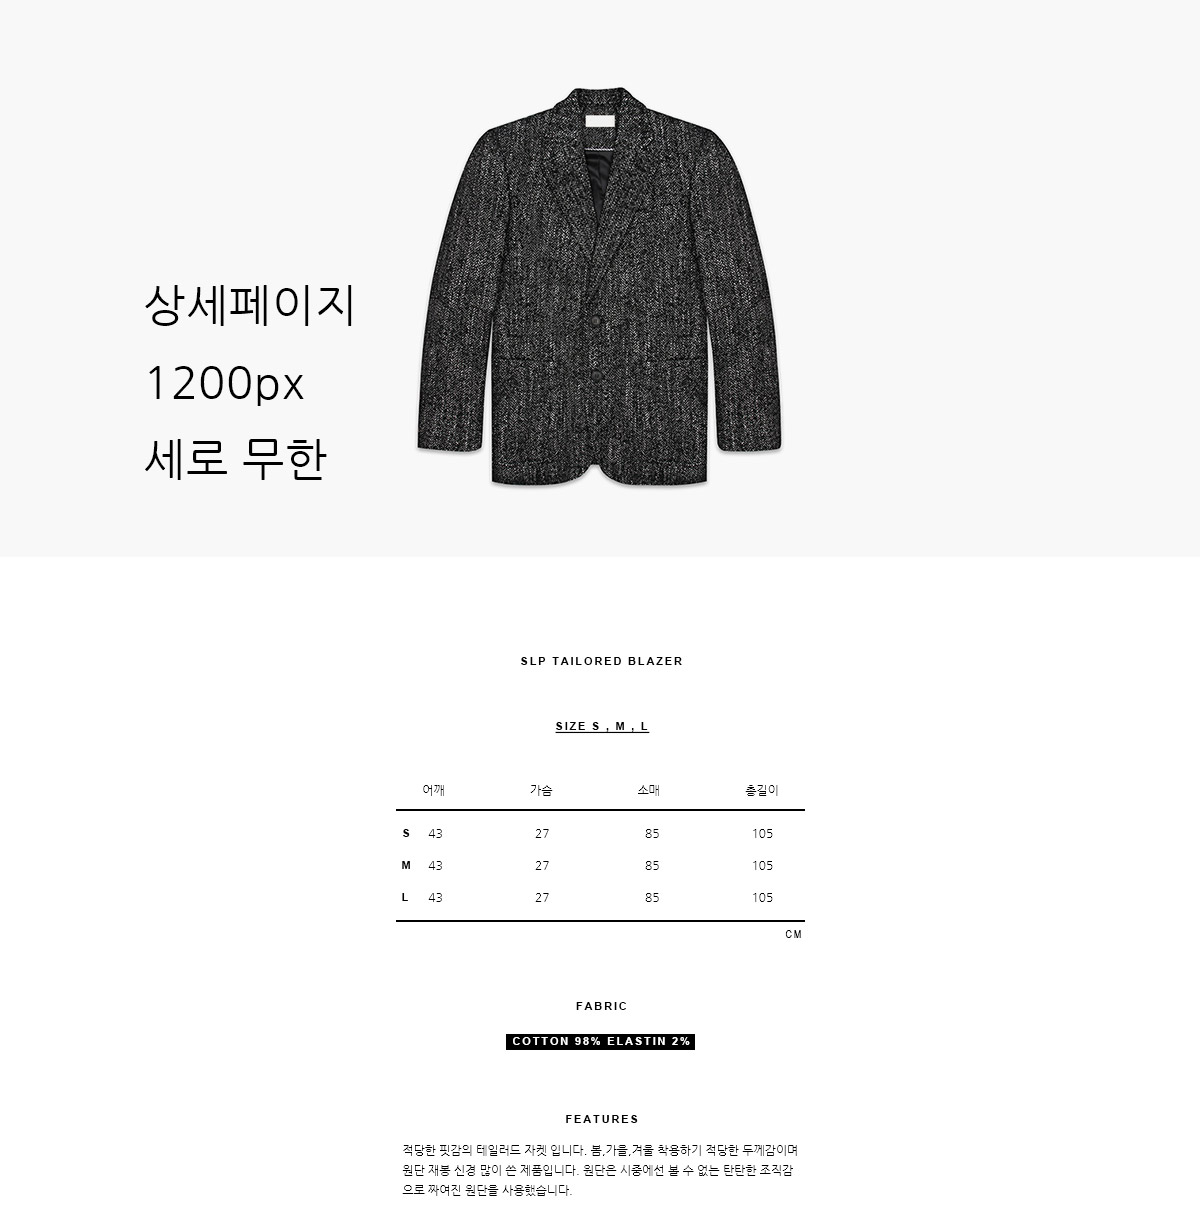 상세페이지
1200px
세로 무한
SLP TAILORED BLAZER
SIZE S , M , L
어깨 가슴 소매 총길이
S 43 27 85 105
M 43 27 85 105
L 43 27 85 105
CM
FABRIC
COTTON 98% ELASTIN 2%
FEATURES
적당한 핏감의 테일러드 자켓 입니다. 봄,가을,겨울 착용하기 적당한 두께감이며
원단 재봉 신경 많이 쓴 제품입니다. 원단은 시중에선 볼 수 없는 탄탄한 조직감
으로 짜여진 원단을 사용했습니다.